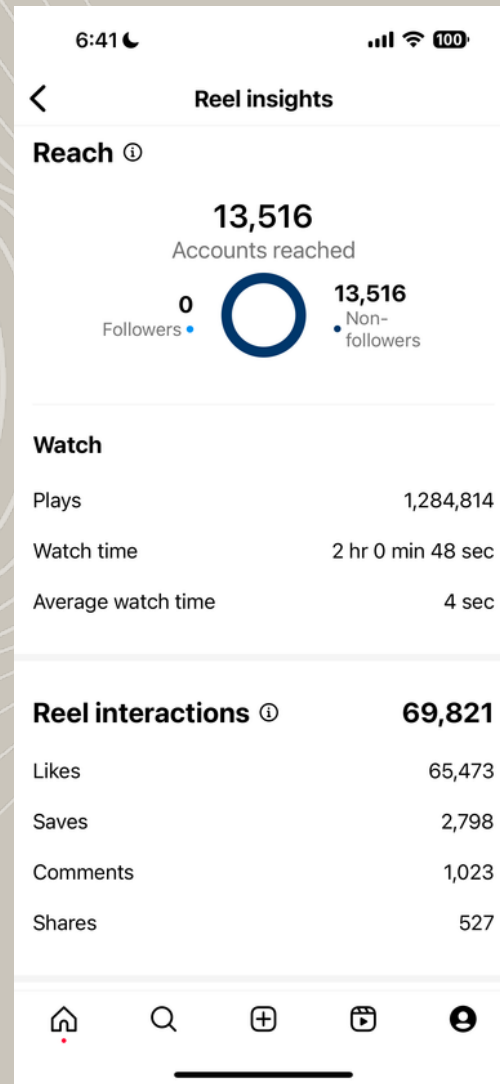 6:41
100
Reel insights
Reach
13,516
Accounts reached
0
Followers
13,516
Non-
followers
Watch
Plays 1,284,814
Watch time 2 hr 0 min 48 sec
Average watch time 4 sec
Reel interactions 69,821
Likes 65,473
Saves 2,798
Comments 1,023
Shares 527